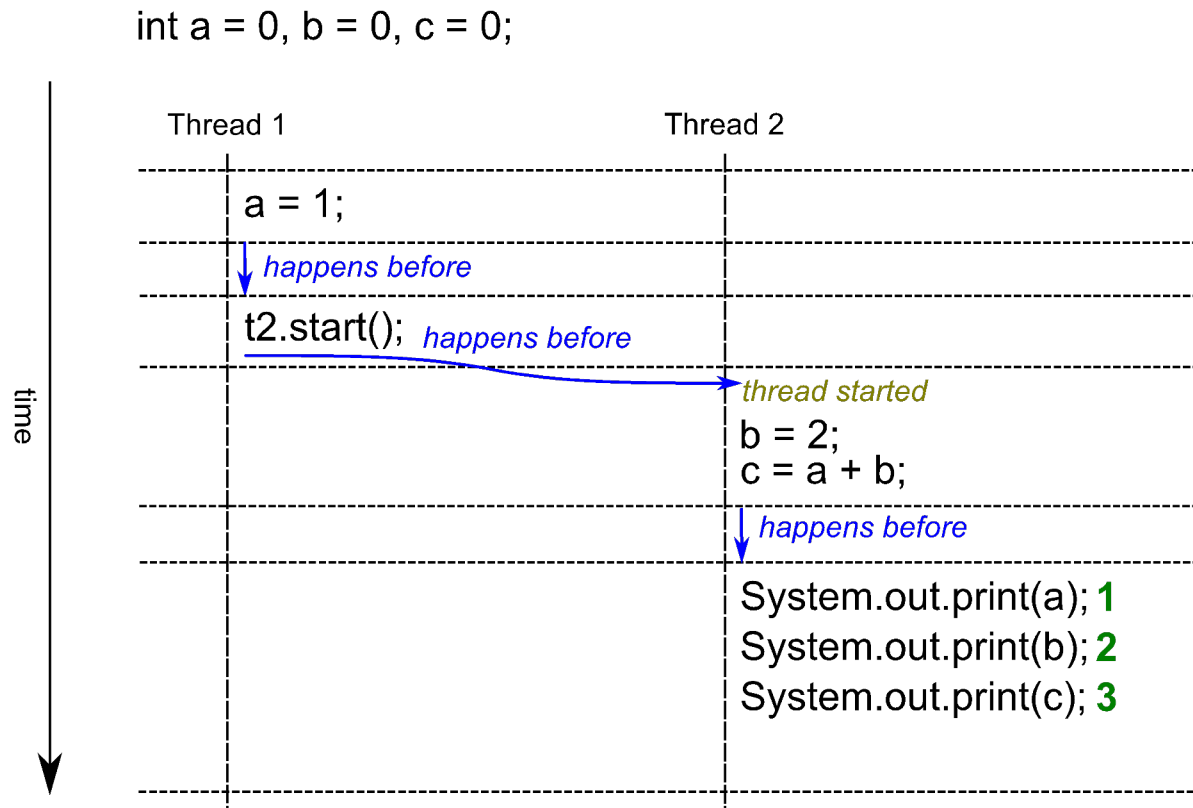 int a = 0, b = 0, c = 0;
Thread 1
Thread 2
a = 1;
happens before
t2.start();
happens before
thread started
time
b = 2;
c = a + b;
happens before
System.out.print(a); 1
System.out.print(b); 2
System.out.print(c); 3